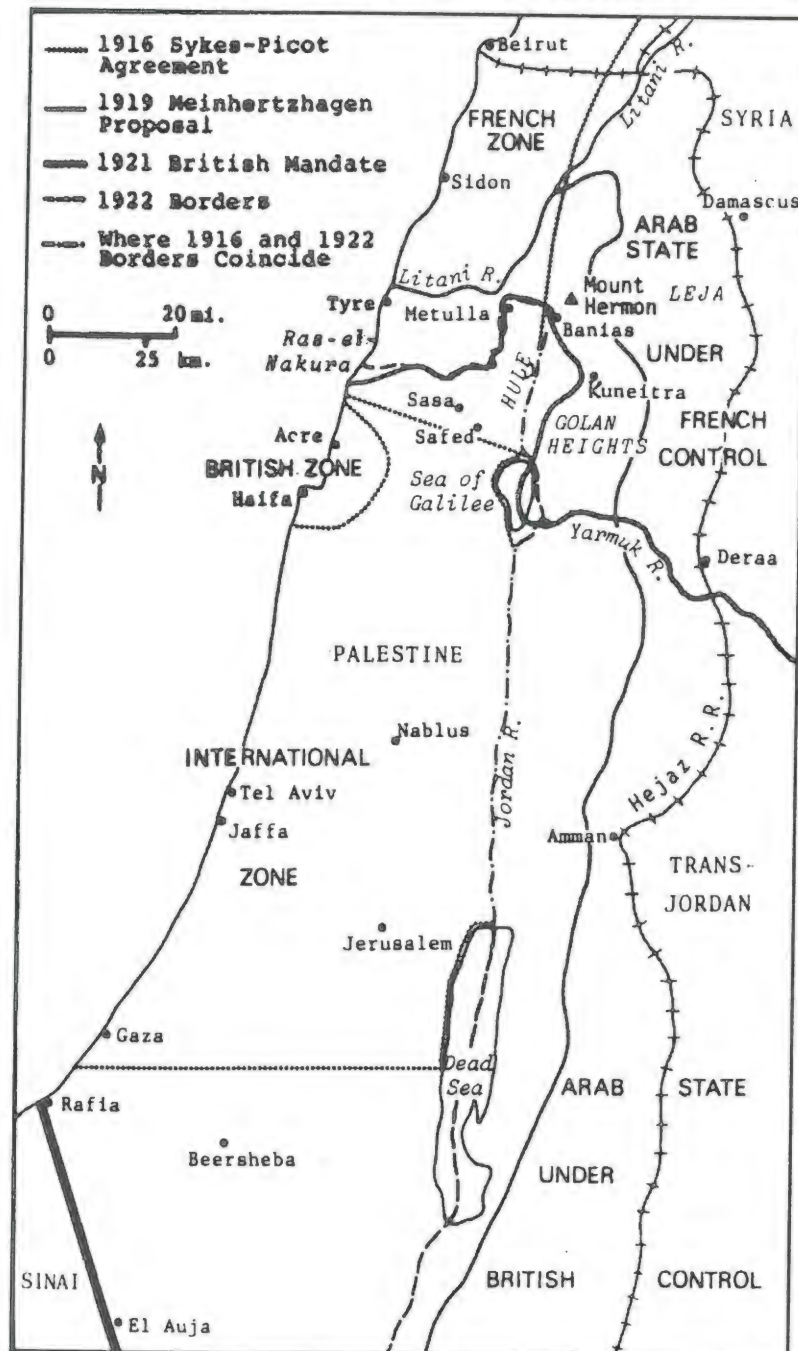 1916 Sykes-Picot
Agreement
1919 Meinhertzhagen
Proposal
1921 British Mandate
1922 Borders
Where 1916 and 1922
Borders Coincide
0 20 mi.
0 25 km.
N
Beirut
Litani R.
FRENCH
ZONE
SYRIA
Sidon
Damascus
ARAB
STATE
Litani R.
Mount
Hermon
LEJA
Tyre
Metulla
Banias
Ras-el-
Nakura
UNDER
HULE
Kuneitra
Sasa
Safed
GOLAN
HEIGHTS
FRENCH
CONTROL
Acre
BRITISH ZONE
Haifa
Sea of
Galilee
Yarmuk R.
Deraa
PALESTINE
Nablus
Jordan R.
Hejaz R.R.
INTERNATIONAL
Tel Aviv
Jaffa
Amman
ZONE
TRANS-
JORDAN
Jerusalem
Gaza
Dead
Sea
ARAB STATE
Rafia
Beersheba
UNDER
SINAI
BRITISH CONTROL
El Auja